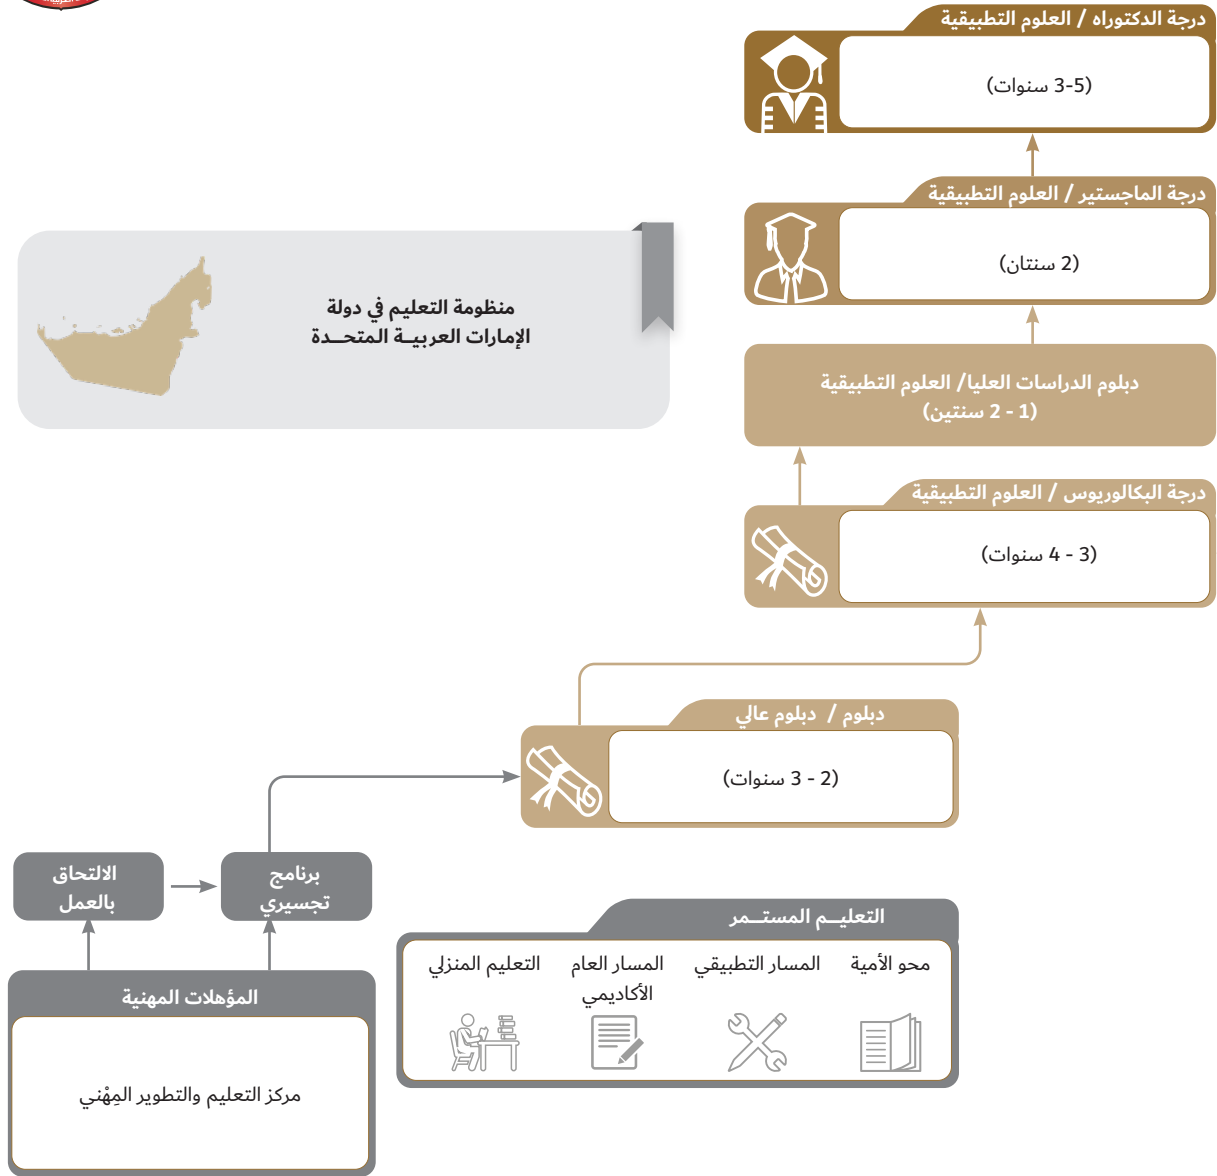 درجة الدكتوراه / العلوم التطبيقية
(3-5 سنوات)
درجة الماجستير / العلوم التطبيقية
(2 سنتان)
منظومة التعليم في دولة
الإمارات العربيــة المتحــدة
دبلوم الدراسات العليا/ العلوم التطبيقية
(1 - 2 سنتين)
درجة البكالوريوس / العلوم التطبيقية
(3 - 4 سنوات)
دبلوم / دبلوم عالي
(2 - 3 سنوات)
برنامج
تجسيري
الالتحاق
بالعمل
التعليــم المستــمر
محو الأمية
المسار التطبيقي
المسار العام
الأكاديمي
التعليم المنزلي
المؤهلات المهنية
مركز التعليم والتطوير المِهْني